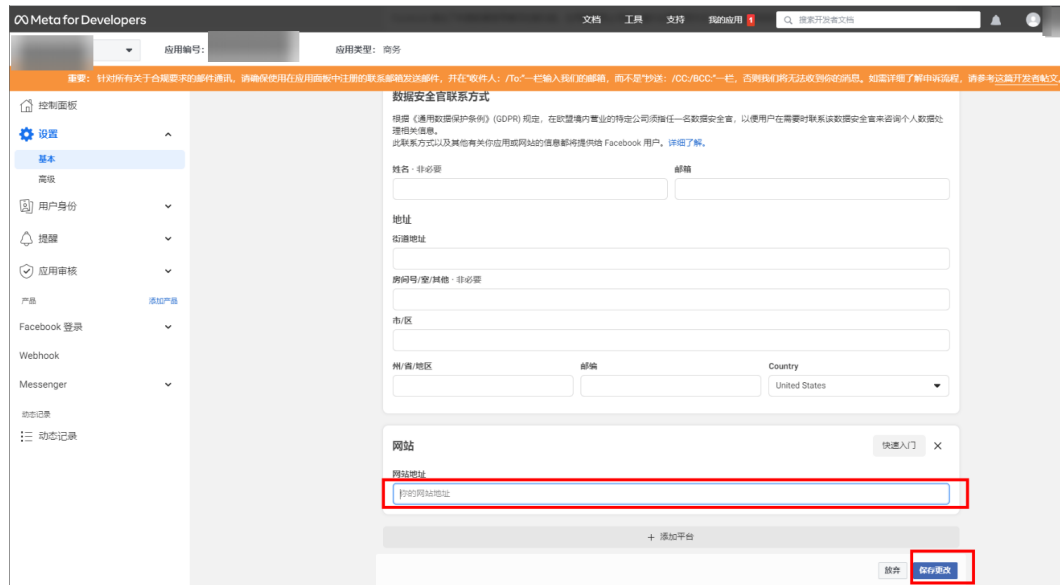 Meta for Developers
文档 工具 支持 我的应用 1 搜索开发者文档
应用编号： 应用类型：商务
重要：针对所有关于合规要求的邮件通讯，请确保使用在应用面板中注册的联系邮箱发送邮件，并在"收件人：/To:"一栏输入我们的邮箱，而不是"抄送：/CC:/BCC:"一栏，否则我们将无法收到你的消息。如需详细了解申诉流程，请参考这篇开发者帖文
控制面板
设置
基本
高级
用户身份
提醒
应用审核
产品 添加产品
Facebook 登录
Webhook
Messenger
动态记录
动态记录
数据安全官联系方式
根据《通用数据保护条例》(GDPR) 规定，在欧盟境内营业的特定公司须指任一名数据安全官，以便用户在需要时联系该数据安全官来咨询个人数据处
理相关信息。
此联系方式以及其他有关你应用或网站的信息都将提供给 Facebook 用户。详细了解。
姓名 · 非必要 邮箱
地址
街道地址
房间号/室/其他 · 非必要
市/区
州/省/地区 邮编 Country
United States
网站 快速入门
网站地址
你的网站地址
+ 添加平台
放弃 保存更改